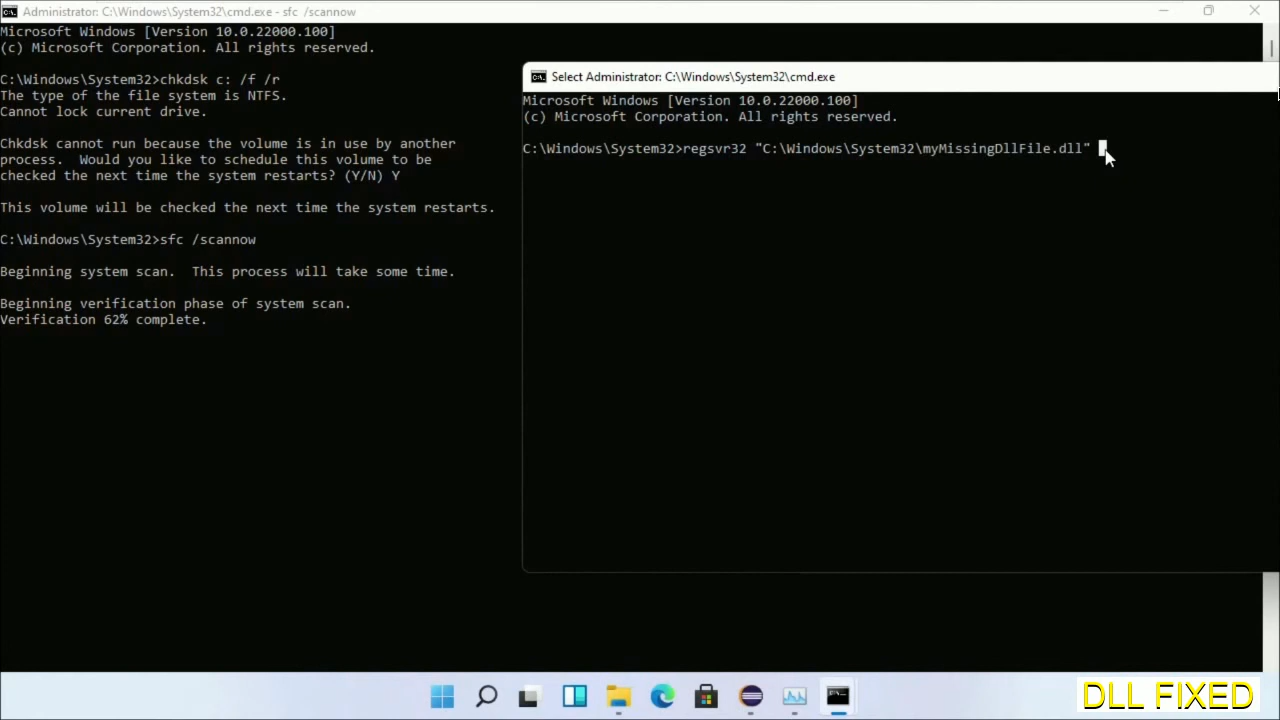 Administrator: C:\Windows\System32\cmd.exe - sfc /scannow
Microsoft Windows [Version 10.0.22000.100]
(c) Microsoft Corporation. All rights reserved.
C:\Windows\System32>chkdsk c: /f /r
The type of the file system is NTFS.
Cannot lock current drive.
Chkdsk cannot run because the volume is in use by another
process.  Would you like to schedule this volume to be
checked the next time the system restarts? (Y/N) Y
This volume will be checked the next time the system restarts.
C:\Windows\System32>sfc /scannow
Beginning system scan.  This process will take some time.
Beginning verification phase of system scan.
Verification 62% complete.
Select Administrator: C:\Windows\System32\cmd.exe
Microsoft Windows [Version 10.0.22000.100]
(c) Microsoft Corporation. All rights reserved.
C:\Windows\System32>regsvr32 "C:\Windows\System32\myMissingDllFile.dll"
DLL FIXED